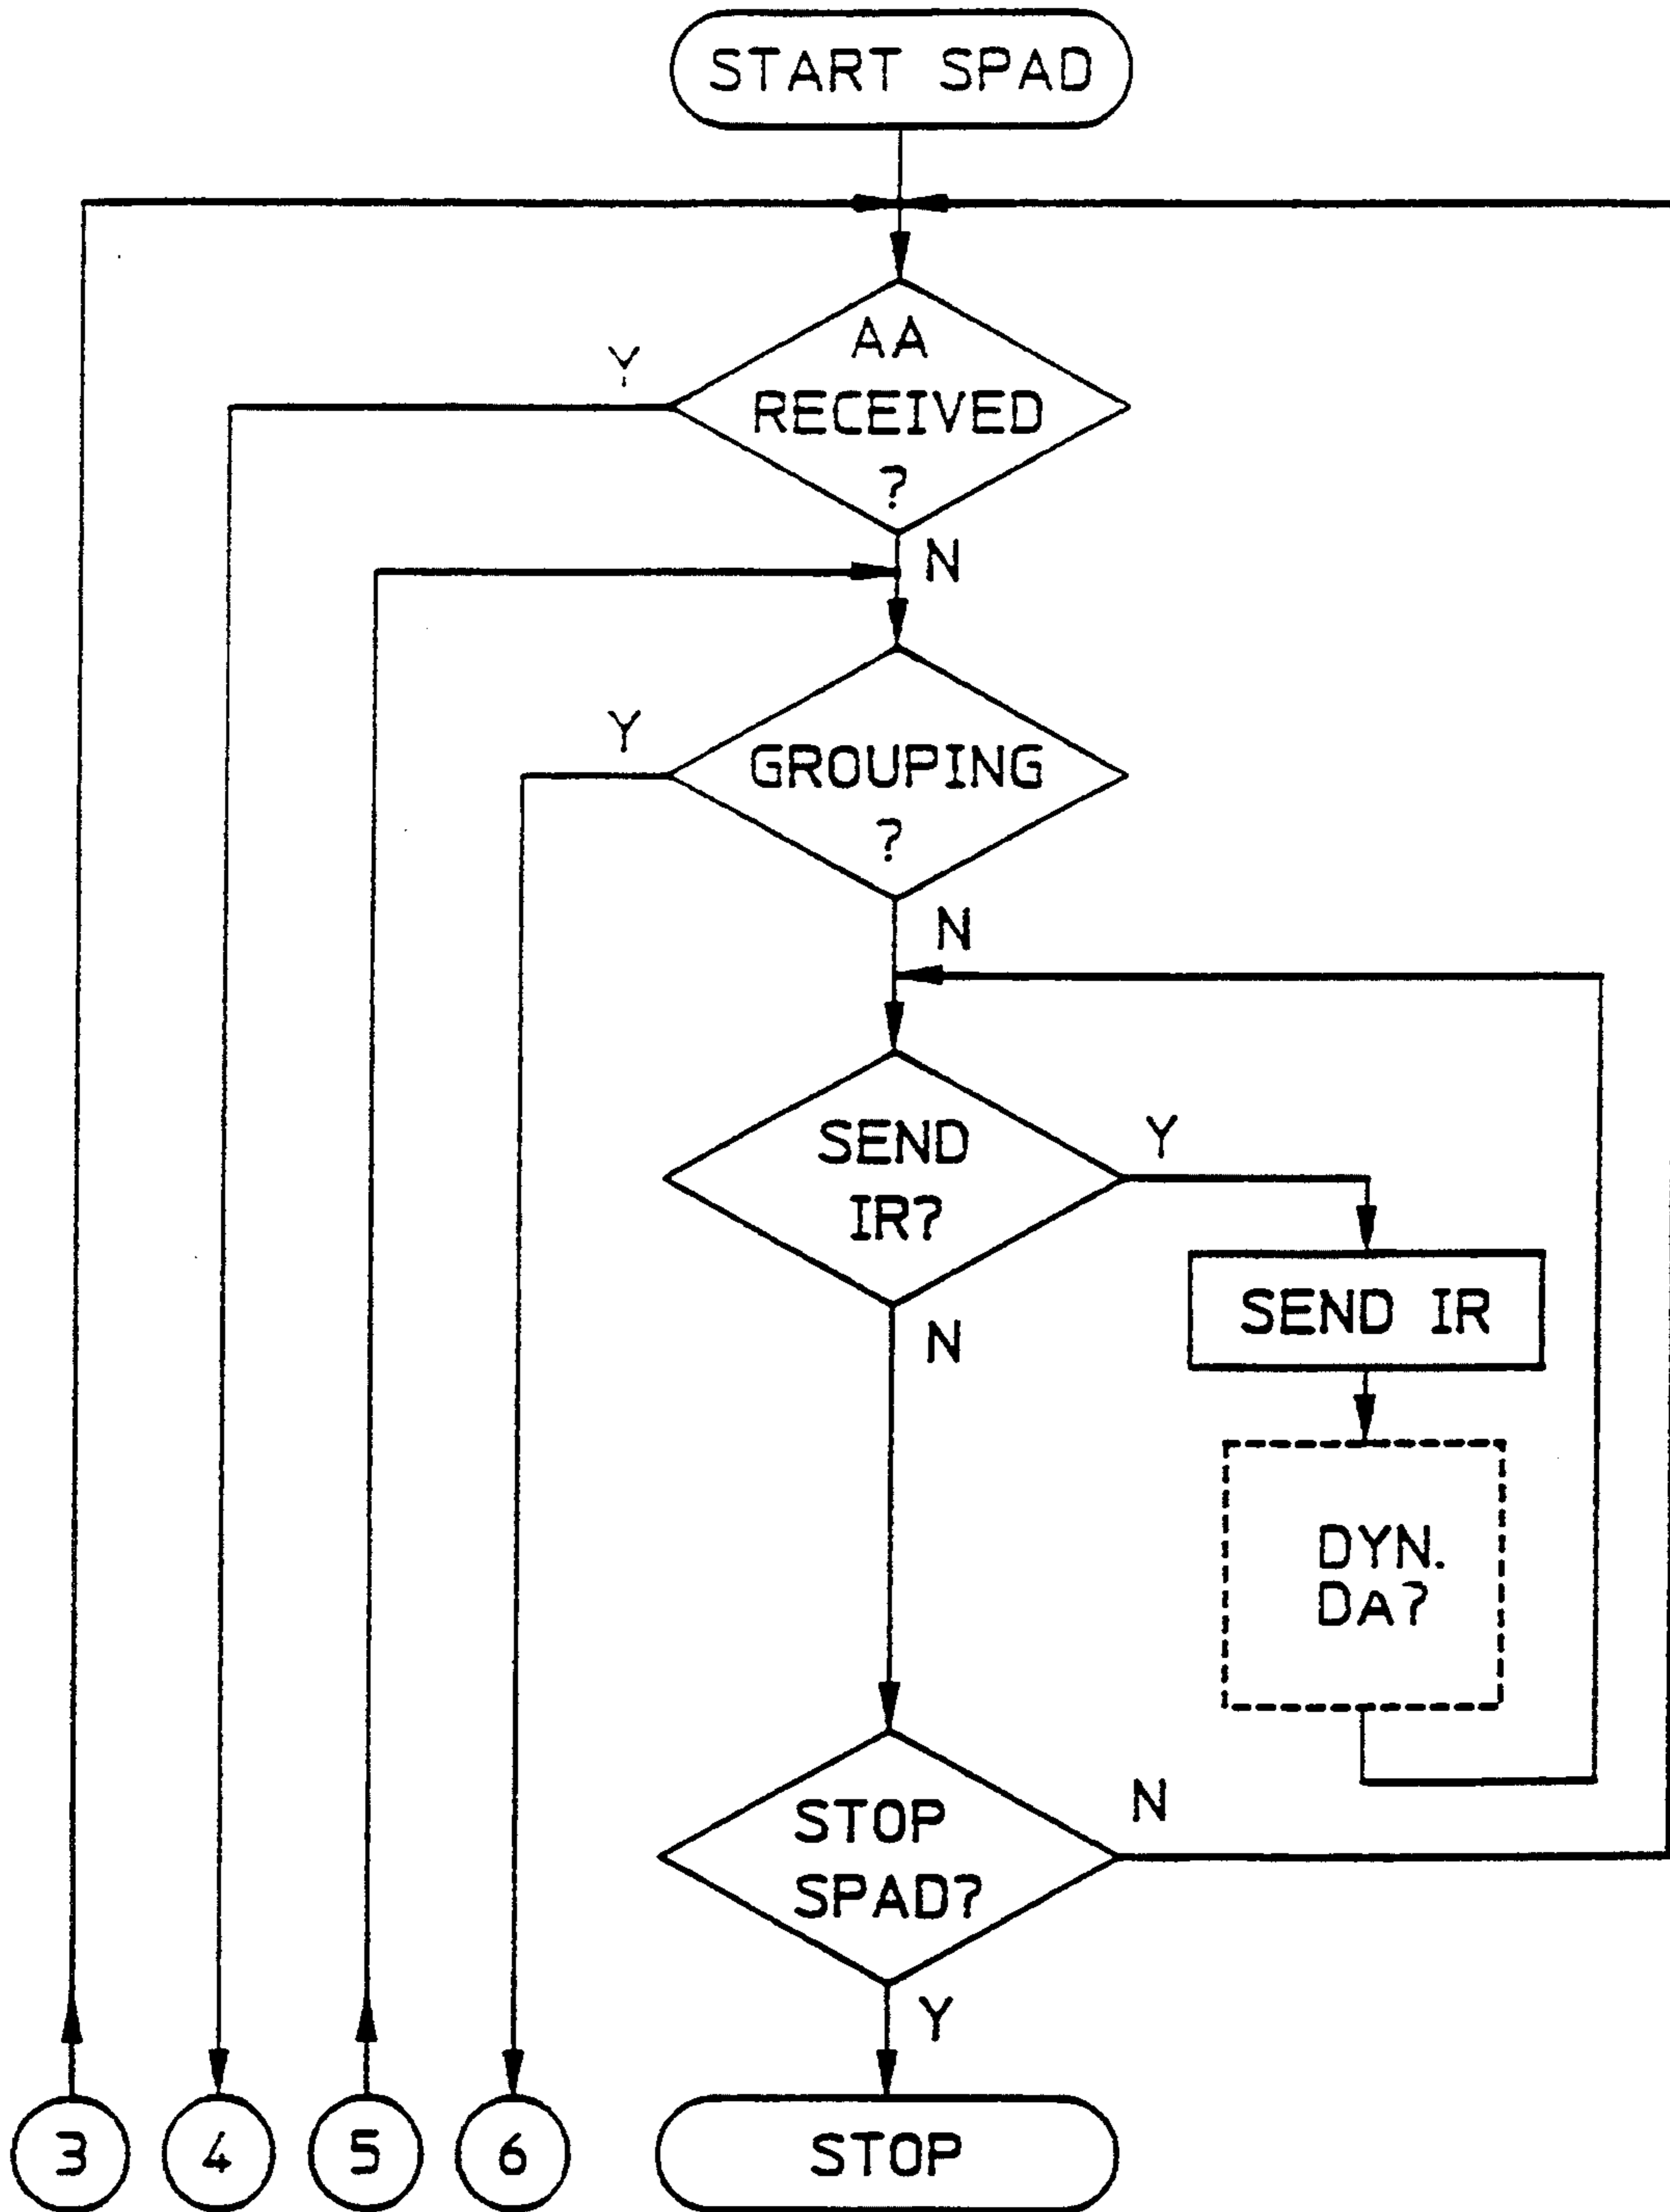 START SPAD
AA
RECEIVED
?
Y
N
GROUPING
?
Y
N
SEND
IR?
Y
N
SEND IR
DYN.
DA?
STOP
SPAD?
N
Y
3
4
5
6
STOP